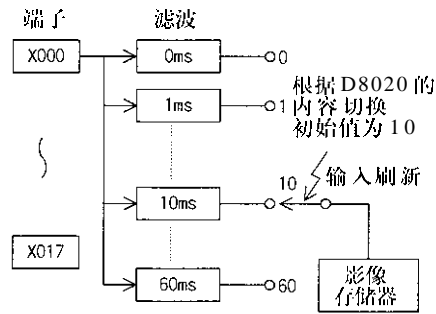 端子
滤波
X000
0ms
0
1ms
1
根据D8020的
内容切换
初始值为10
10
输入刷新
10ms
X017
60ms
60
影像
存储器